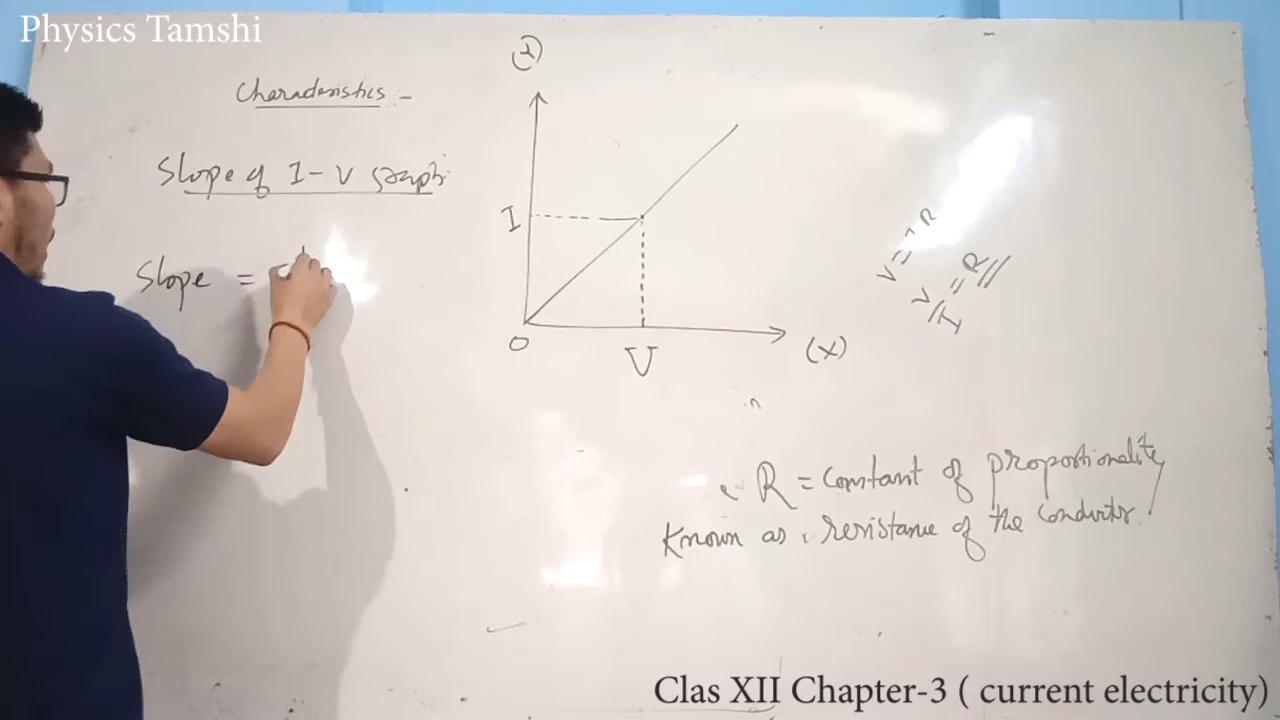 Physics Tamshi
Characteristics -
Slope of I - V graph
Slope =
(y)
I
O
V
(x)
V = I R
V/I = R
R = Constant of proportionality
Known as resistance of the conductor.
Clas XII Chapter-3 ( current electricity)